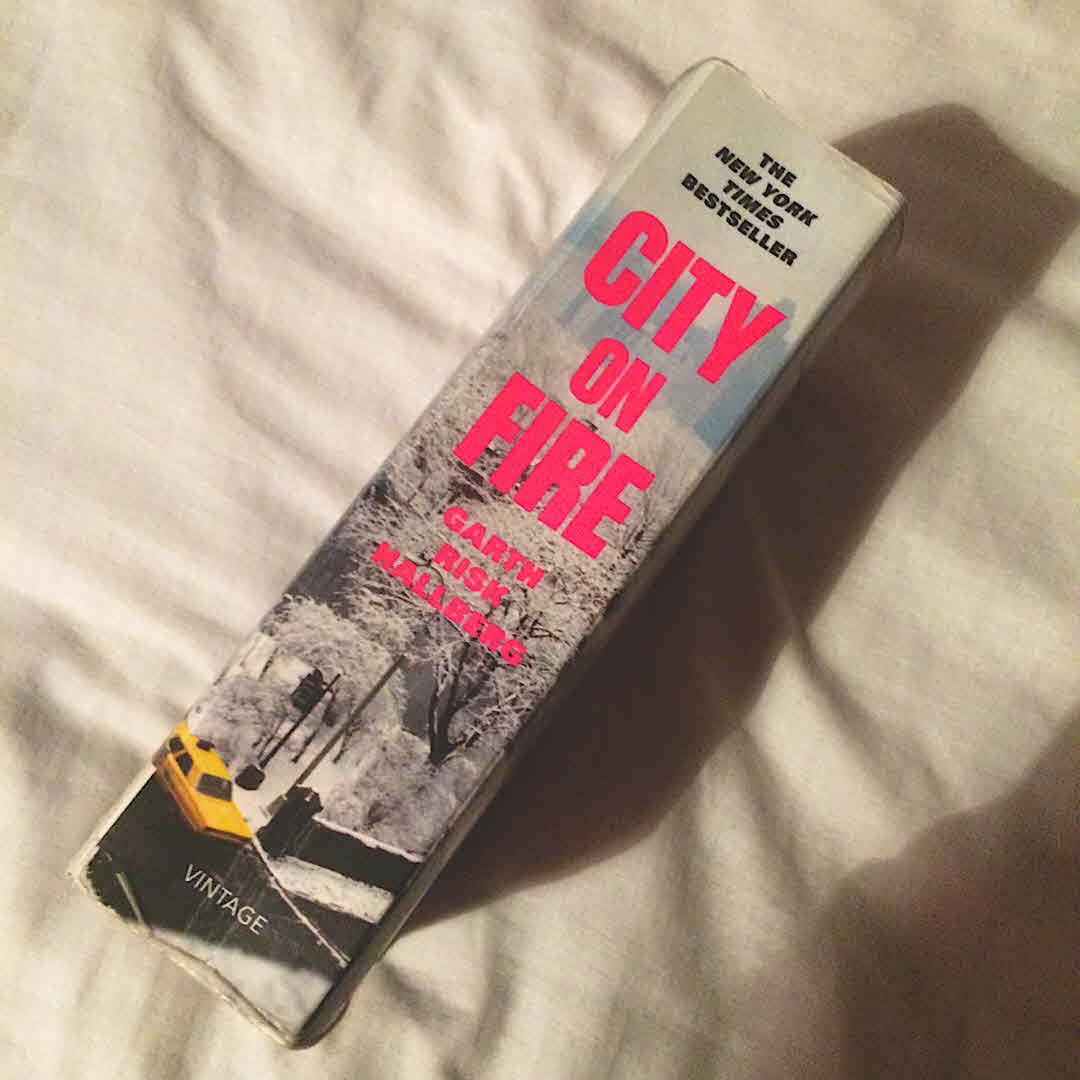 THE
NEW YORK
TIMES
BESTSELLER
CITY
ON
FIRE
GARTH
RISK
HALLBERG
VINTAGE